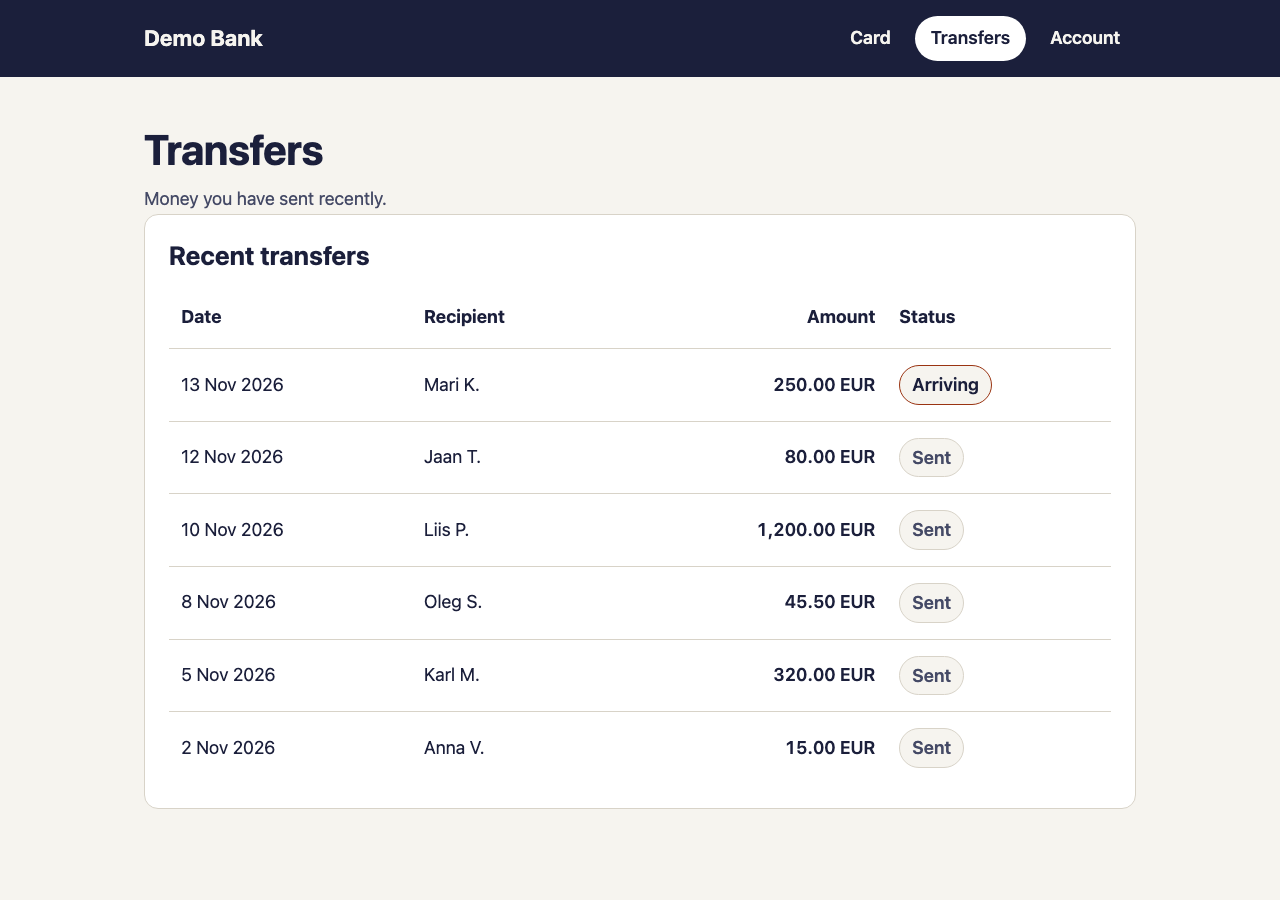 Demo Bank Card Transfers Account
Transfers
Money you have sent recently.
Recent transfers
Date Recipient Amount Status
13 Nov 2026 Mari K. 250.00 EUR Arriving
12 Nov 2026 Jaan T. 80.00 EUR Sent
10 Nov 2026 Liis P. 1,200.00 EUR Sent
8 Nov 2026 Oleg S. 45.50 EUR Sent
5 Nov 2026 Karl M. 320.00 EUR Sent
2 Nov 2026 Anna V. 15.00 EUR Sent